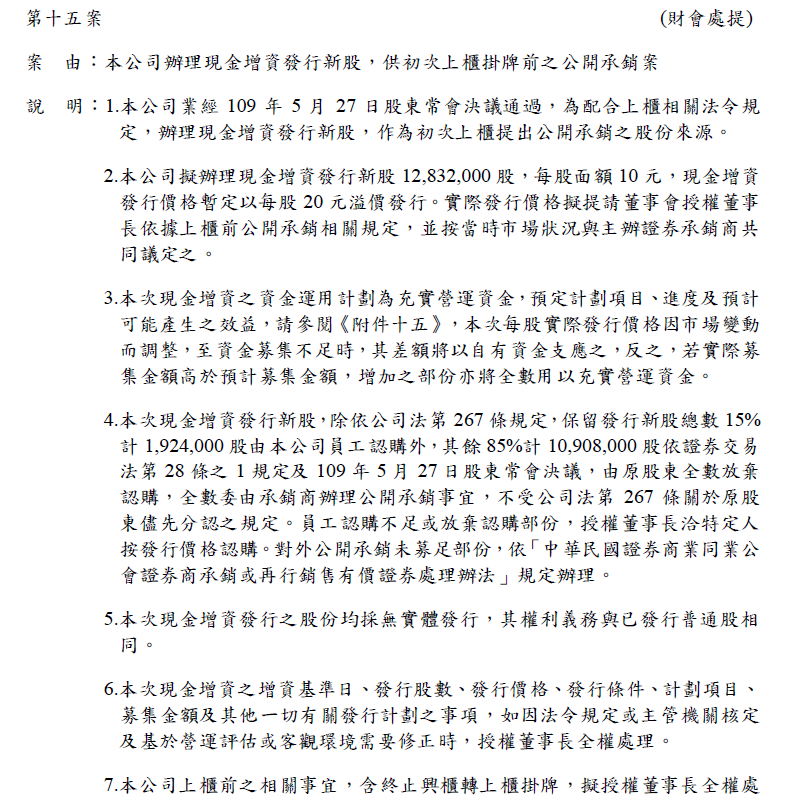 第十五案 (財會處提)
案 由：本公司辦理現金增資發行新股，供初次上櫃掛牌前之公開承銷案
說 明：1.本公司業經 109 年 5 月 27 日股東常會決議通過，為配合上櫃相關法令規
定，辦理現金增資發行新股，作為初次上櫃提出公開承銷之股份來源。
2.本公司擬辦理現金增資發行新股 12,832,000 股，每股面額 10 元，現金增資
發行價格暫定以每股 20 元溢價發行。實際發行價格擬提請董事會授權董事
長依據上櫃前公開承銷相關規定，並按當時市場狀況與主辦證券承銷商共
同議定之。
3.本次現金增資之資金運用計劃為充實營運資金，預定計劃項目、進度及預計
可能產生之效益，請參閱《附件十五》，本次每股實際發行價格因市場變動
而調整，至資金募集不足時，其差額將以自有資金支應之，反之，若實際募
集金額高於預計募集金額，增加之部份亦將全數用以充實營運資金。
4.本次現金增資發行新股，除依公司法第 267 條規定，保留發行新股總數 15%
計 1,924,000 股由本公司員工認購外，其餘 85%計 10,908,000 股依證券交易
法第 28 條之 1 規定及 109 年 5 月 27 日股東常會決議，由原股東全數放棄
認購，全數委由承銷商辦理公開承銷事宜，不受公司法第 267 條關於原股
東儘先分認之規定。員工認購不足或放棄認購部份，授權董事長洽特定人
按發行價格認購。對外公開承銷未募足部份，依「中華民國證券商業同業公
會證券商承銷或再行銷售有價證券處理辦法」規定辦理。
5.本次現金增資發行之股份均採無實體發行，其權利義務與已發行普通股相
同。
6.本次現金增資之增資基準日、發行股數、發行價格、發行條件、計劃項目、
募集金額及其他一切有關發行計劃之事項，如因法令規定或主管機關核定
及基於營運評估或客觀環境需要修正時，授權董事長全權處理。
7.本公司上櫃前之相關事宜，含終止興櫃轉上櫃掛牌，擬授權董事長全權處